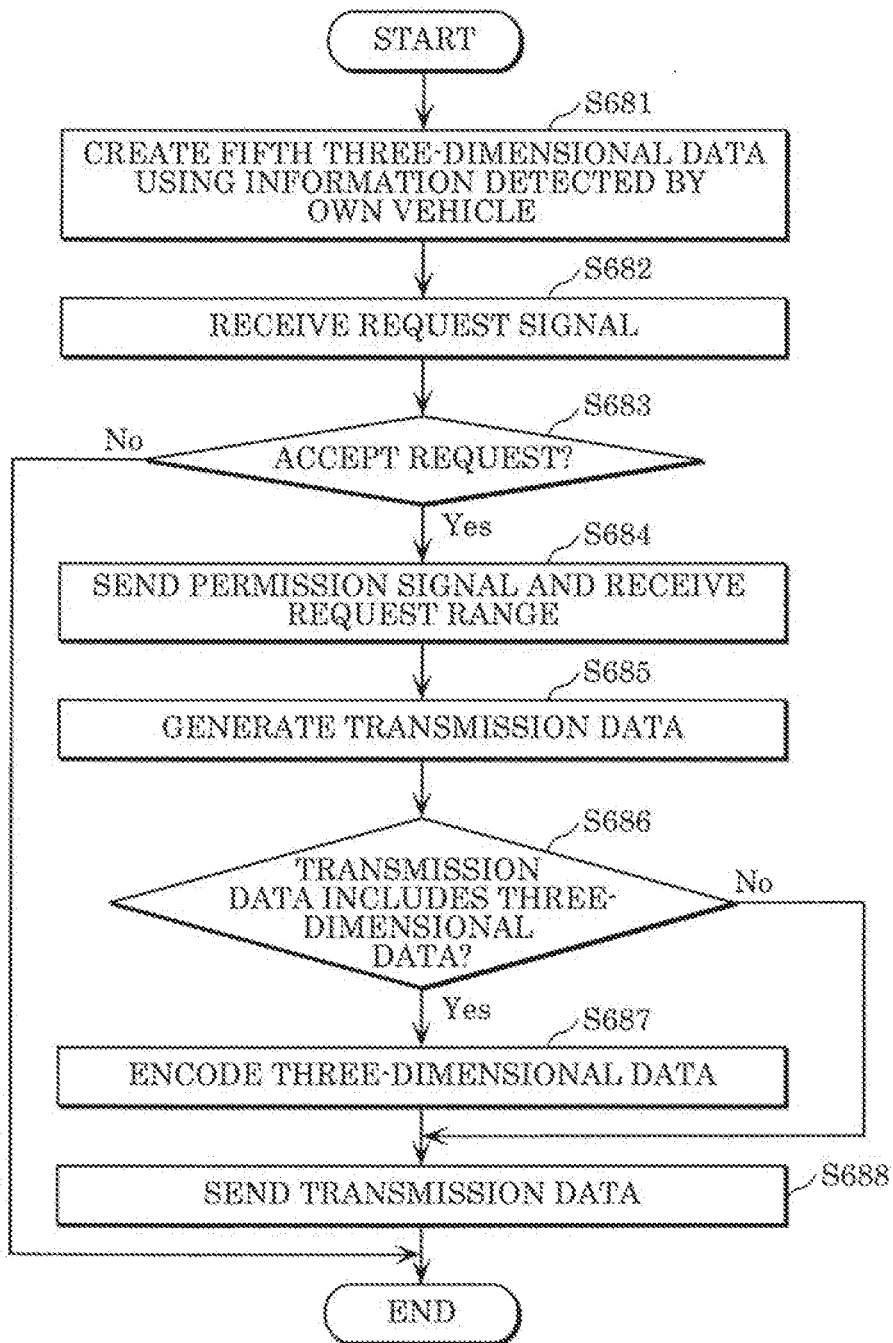 START
S681
CREATE FIFTH THREE-DIMENSIONAL DATA
USING INFORMATION DETECTED BY
OWN VEHICLE
S682
RECEIVE REQUEST SIGNAL
S683
No
ACCEPT REQUEST?
Yes
S684
SEND PERMISSION SIGNAL AND RECEIVE
REQUEST RANGE
S685
GENERATE TRANSMISSION DATA
S686
TRANSMISSION
DATA INCLUDES THREE-
DIMENSIONAL
DATA?
No
Yes
S687
ENCODE THREE-DIMENSIONAL DATA
SEND TRANSMISSION DATA
S688
END